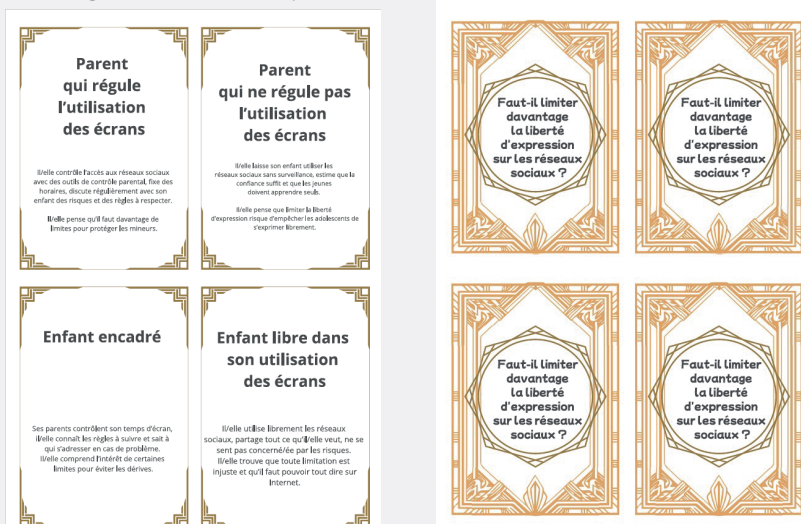 Parent
qui régule
l'utilisation
des écrans
Il/elle contrôle l'accès aux réseaux sociaux
avec des outils de contrôle parental, fixe des
horaires, discute régulièrement avec son
enfant des risques et des règles à respecter.
Il/elle pense qu'il faut davantage de
limites pour protéger les mineurs.
Parent
qui ne régule pas
l'utilisation
des écrans
Il/elle laisse son enfant utiliser les
réseaux sociaux sans surveillance, estime que la
confiance suffit et que les jeunes
doivent apprendre seuls.
Il/elle pense que limiter la liberté
d'expression risque d'empêcher les adolescents de
s'exprimer librement.
Enfant encadré
Ses parents contrôlent son temps d'écran,
il/elle connaît les règles à suivre et sait à
qui s'adresser en cas de problème.
Il/elle comprend l'intérêt de certaines
limites pour éviter les dérives.
Enfant libre dans
son utilisation
des écrans
Il/elle utilise librement les réseaux
sociaux, partage tout ce qu'il/elle veut, ne se
sent pas concerné/ée par les risques.
Il/elle trouve que toute limitation est
injuste et qu'il faut pouvoir tout dire sur
Internet.
Faut-il limiter
davantage
la liberté
d'expression
sur les réseaux
sociaux ?
Faut-il limiter
davantage
la liberté
d'expression
sur les réseaux
sociaux ?
Faut-il limiter
davantage
la liberté
d'expression
sur les réseaux
sociaux ?
Faut-il limiter
davantage
la liberté
d'expression
sur les réseaux
sociaux ?